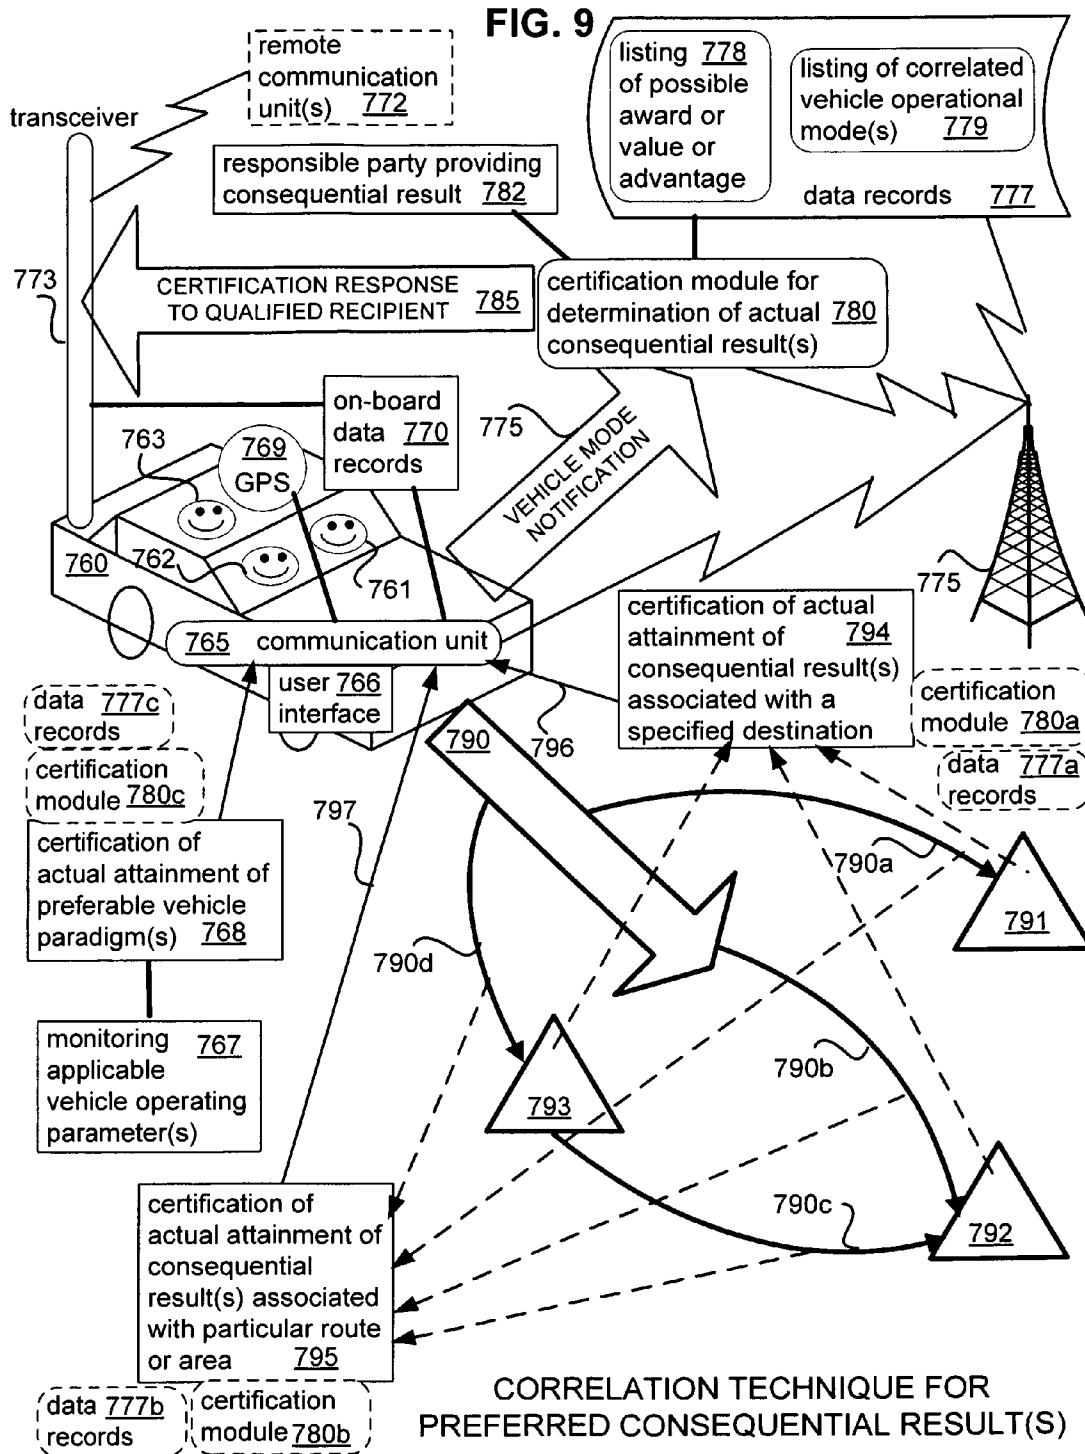 FIG. 9
remote
communication
unit(s) 772
transceiver
listing 778
of possible
award or
value or
advantage
listing of correlated
vehicle operational
mode(s) 779
data records 777
responsible party providing
consequential result 782
773
CERTIFICATION RESPONSE
TO QUALIFIED RECIPIENT 785
certification module for
determination of actual 780
consequential result(s)
on-board
data 770
records
775
VEHICLE MODE
NOTIFICATION
763
769
GPS
760
762
761
775
765 communication unit
user 766
interface
certification of actual
attainment of 794
consequential result(s)
associated with a
specified destination
certification
module 780a
data 777a
records
data 777c
records
certification
module 780c
790
796
797
certification of
actual attainment of
preferable vehicle
paradigm(s) 768
790a
791
790d
monitoring 767
applicable
vehicle operating
parameter(s)
790b
793
790c
792
certification of
actual attainment of
consequential
result(s) associated
with particular route
or area 795
data 777b
records
certification
module 780b
CORRELATION TECHNIQUE FOR
PREFERRED CONSEQUENTIAL RESULT(S)